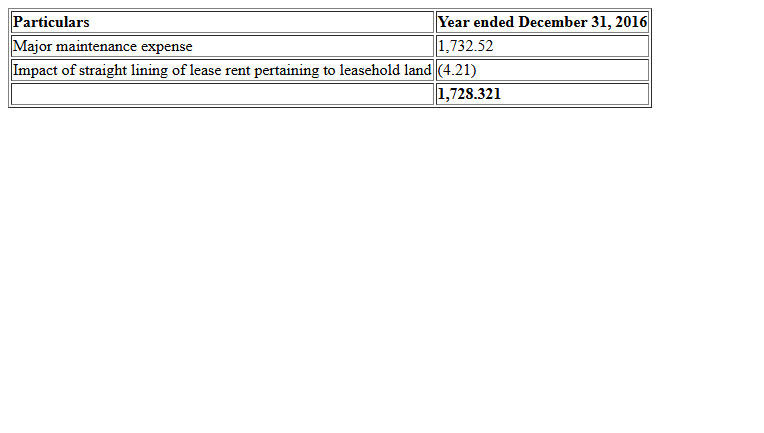 Particulars Year ended December 31, 2016
Major maintenance expense 1,732.52
Impact of straight lining of lease rent pertaining to leasehold land (4.21)
1,728.321